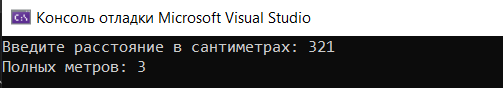 C:\
Консоль отладки Microsoft Visual Studio
Введите расстояние в сантиметрах: 321
Полных метров: 3